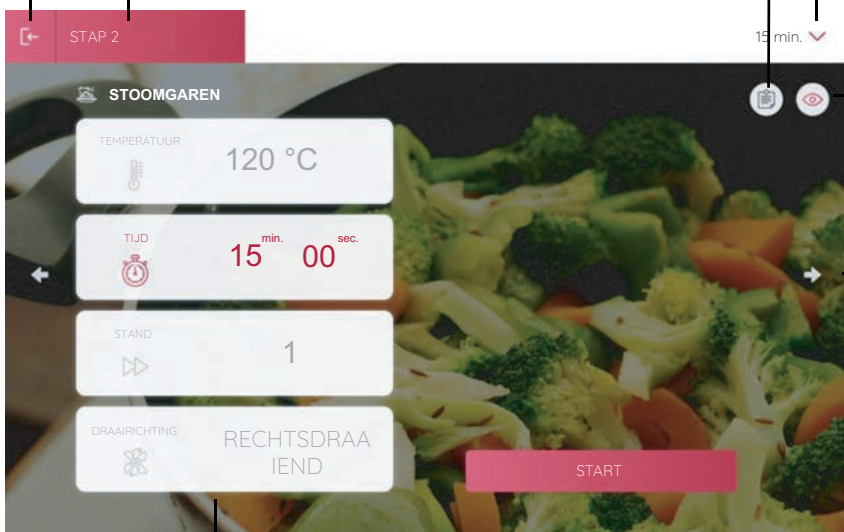 STAP 2
15 min.
STOOMGAREN
TEMPERATUUR
120 °C
TIJD
15 min. 00 sec.
STAND
1
DRAAIRICHTING
RECHTSDRAA
IEND
START